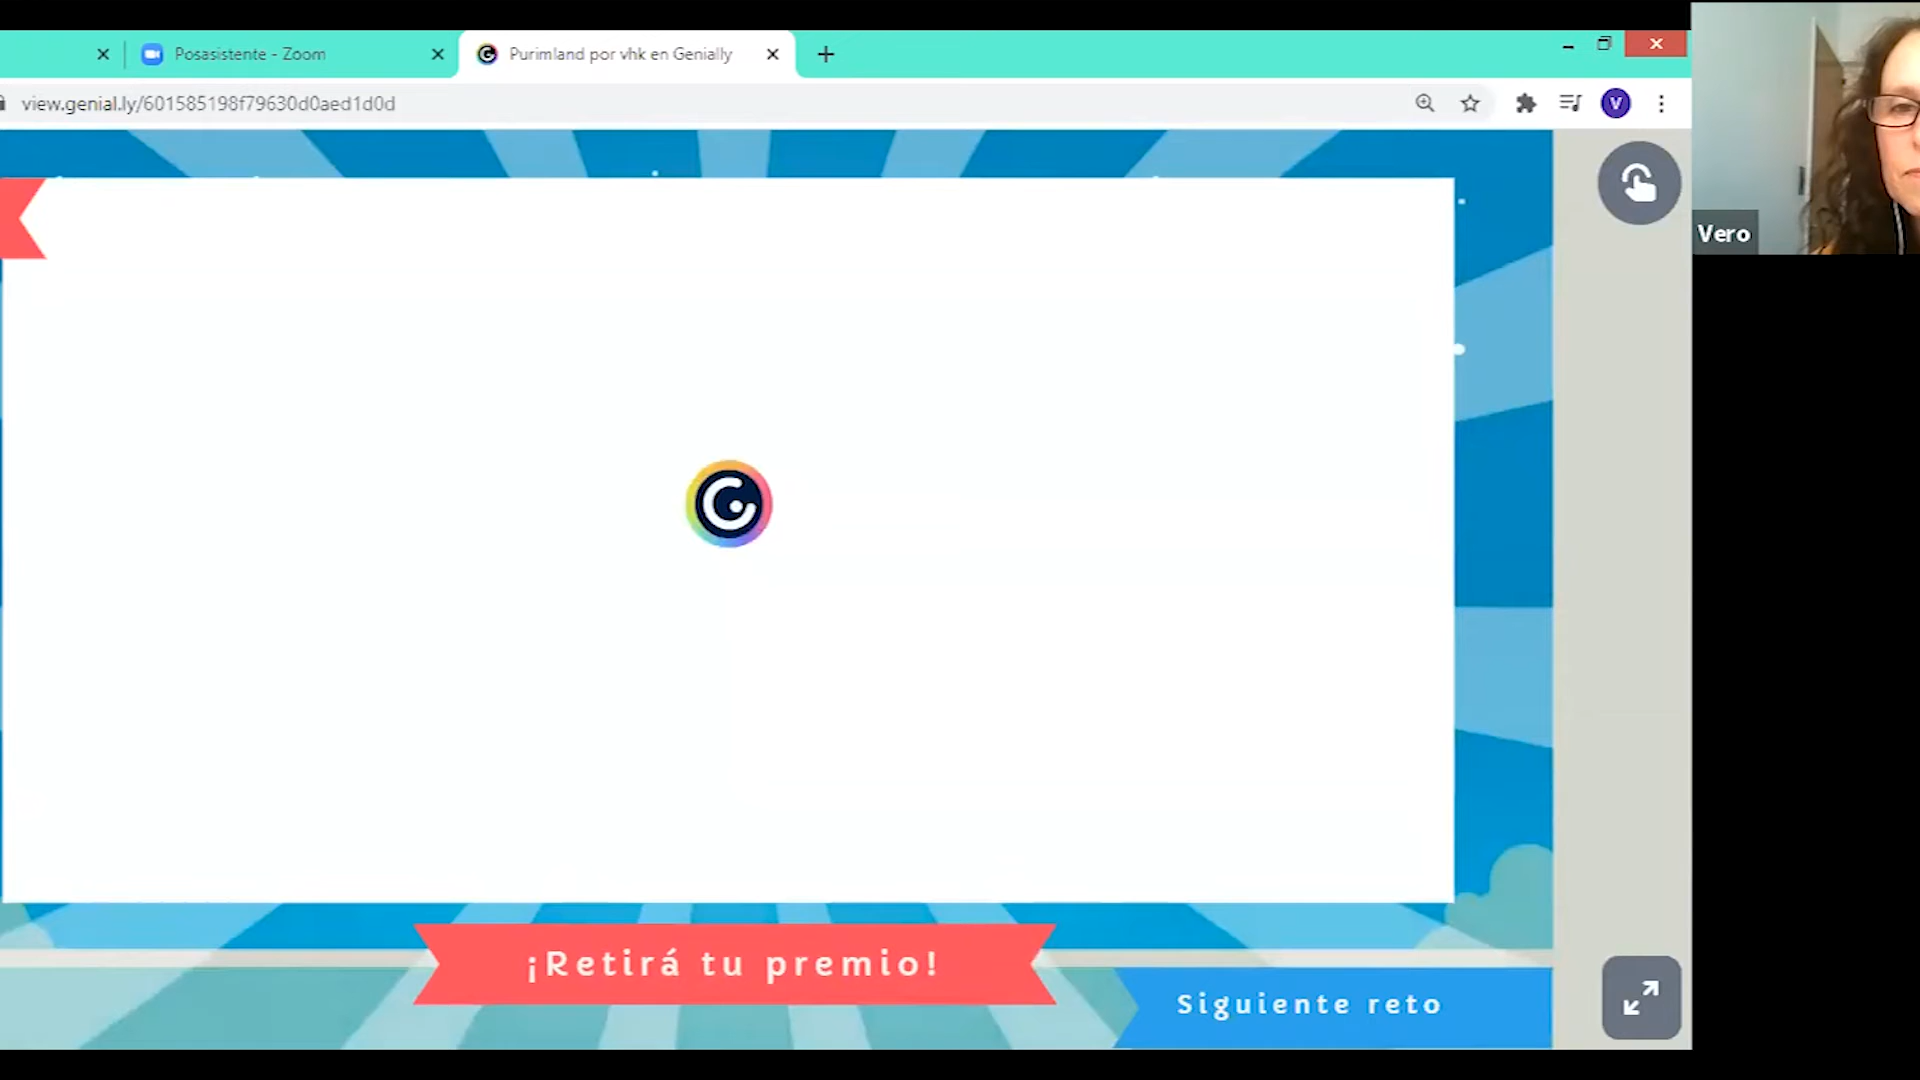 Posasistente - Zoom
Purimland por vhk en Genially
view.genial.ly/601585198f79630d0aed1d0d
V
Vero
¡Retirá tu premio!
Siguiente reto